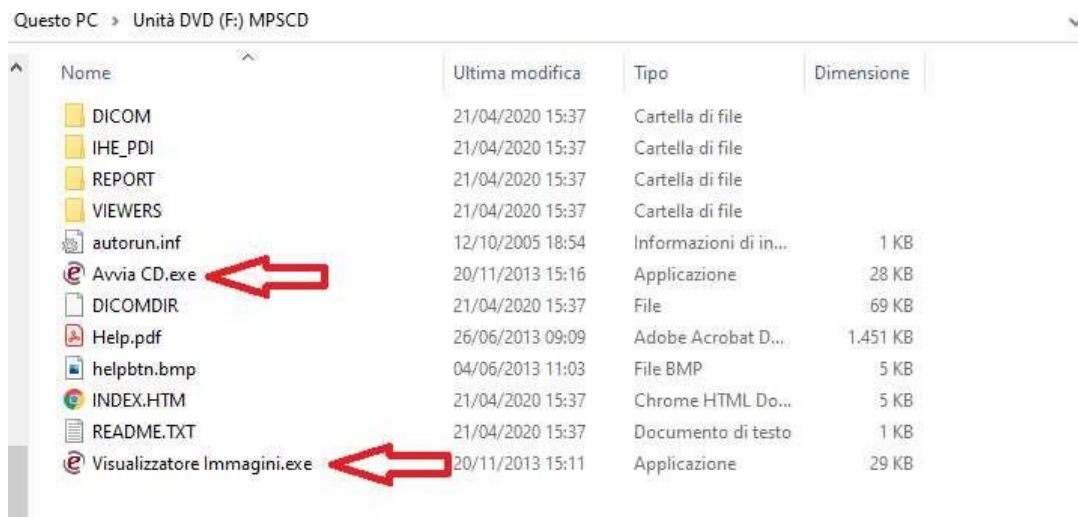 Questo PC > Unità DVD (F:) MPSCD
Nome Ultima modifica Tipo Dimensione
DICOM 21/04/2020 15:37 Cartella di file
IHE_PDI 21/04/2020 15:37 Cartella di file
REPORT 21/04/2020 15:37 Cartella di file
VIEWERS 21/04/2020 15:37 Cartella di file
autorun.inf 12/10/2005 18:54 Informazioni di in... 1 KB
Avvia CD.exe 20/11/2013 15:16 Applicazione 28 KB
DICOMDIR 21/04/2020 15:37 File 69 KB
Help.pdf 26/06/2013 09:09 Adobe Acrobat D... 1.451 KB
helpbtn.bmp 04/06/2013 11:03 File BMP 5 KB
INDEX.HTM 21/04/2020 15:37 Chrome HTML Do... 5 KB
README.TXT 21/04/2020 15:37 Documento di testo 1 KB
Visualizzatore Immagini.exe 20/11/2013 15:11 Applicazione 29 KB